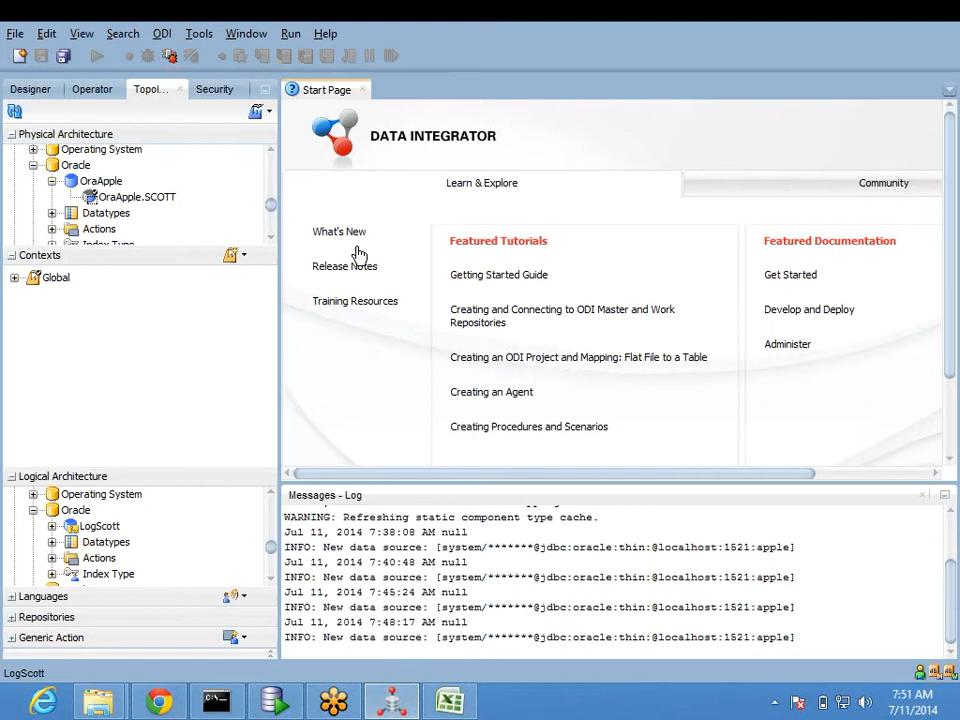 File Edit View Search ODI Tools Window Run Help
Designer Operator Topol... Security
Start Page
Physical Architecture
Operating System
Oracle
OraApple
OraApple.SCOTT
Datatypes
Actions
Index Type
Contexts
Global
Logical Architecture
Operating System
Oracle
LogScott
Datatypes
Actions
Index Type
Languages
Repositories
Generic Action
LogScott
DATA INTEGRATOR
Learn & Explore
Community
What's New
Release Notes
Training Resources
Featured Tutorials
Getting Started Guide
Creating and Connecting to ODI Master and Work
Repositories
Creating an ODI Project and Mapping: Flat File to a Table
Creating an Agent
Creating Procedures and Scenarios
Featured Documentation
Get Started
Develop and Deploy
Administer
Messages - Log
WARNING: Refreshing static component type cache.
Jul 11, 2014 7:38:08 AM null
INFO: New data source: [system/*******@jdbc:oracle:thin:@localhost:1521:apple]
Jul 11, 2014 7:40:48 AM null
INFO: New data source: [system/*******@jdbc:oracle:thin:@localhost:1521:apple]
Jul 11, 2014 7:45:24 AM null
INFO: New data source: [system/*******@jdbc:oracle:thin:@localhost:1521:apple]
Jul 11, 2014 7:48:17 AM null
INFO: New data source: [system/*******@jdbc:oracle:thin:@localhost:1521:apple]
7:51 AM
7/11/2014